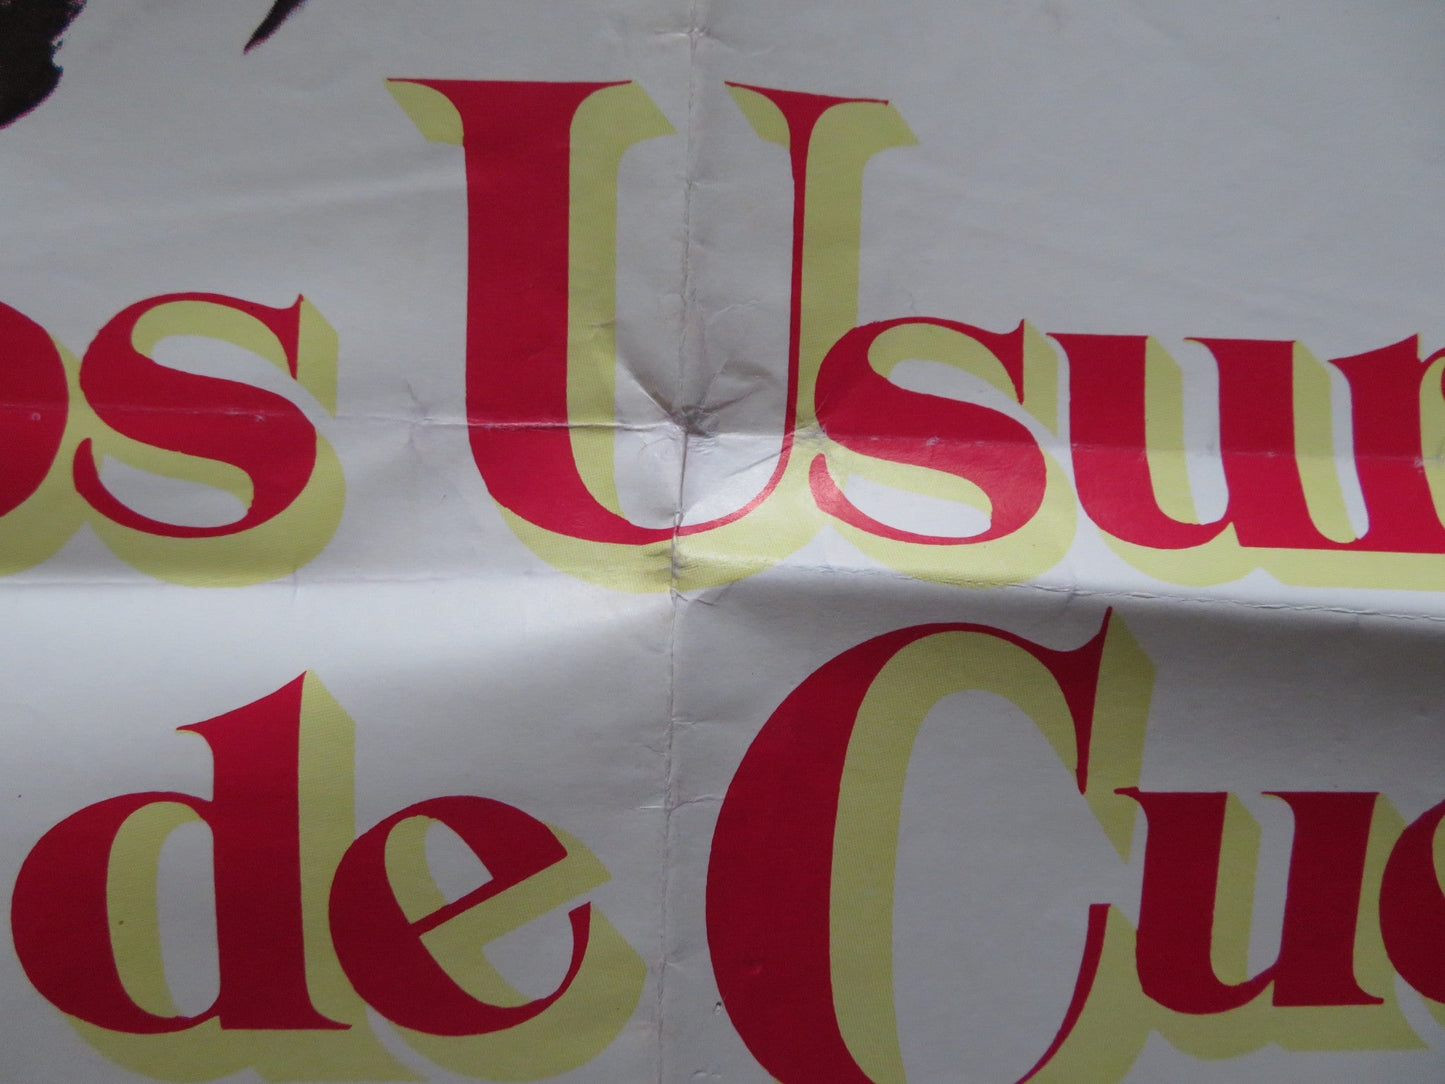 os Usur
de Cue